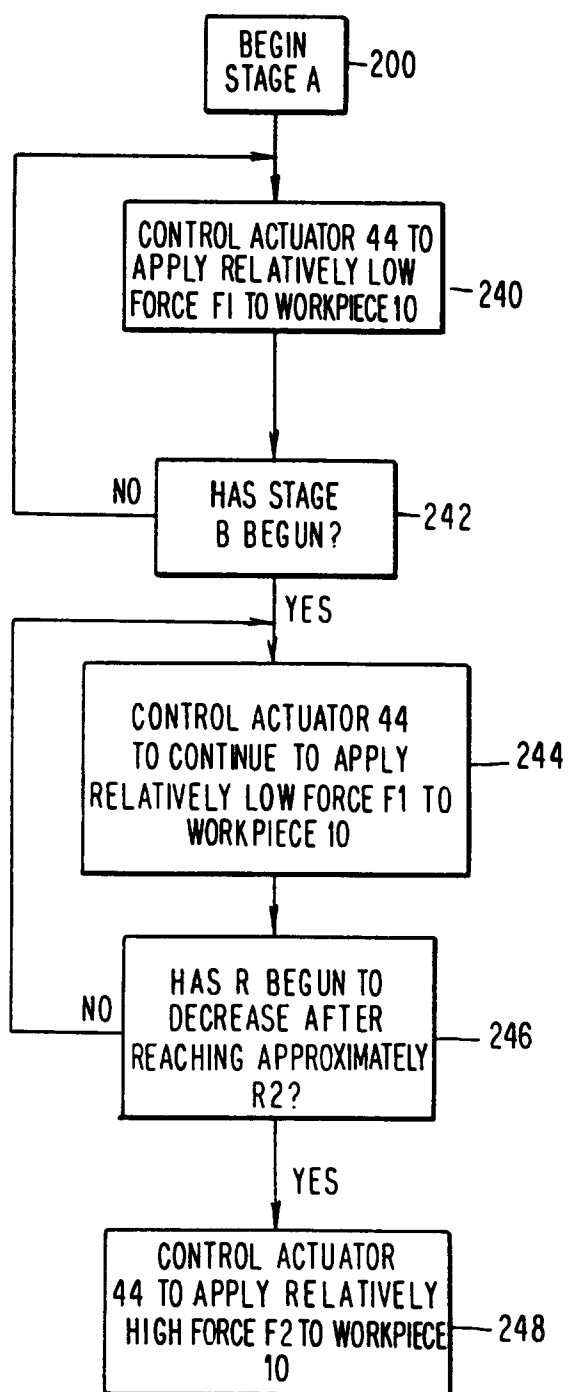 BEGIN
STAGE A
200
CONTROL ACTUATOR 44 TO
APPLY RELATIVELY LOW
FORCE F1 TO WORKPIECE 10
240
HAS STAGE
B BEGUN?
242
NO
YES
CONTROL ACTUATOR 44
TO CONTINUE TO APPLY
RELATIVELY LOW FORCE F1 TO
WORKPIECE 10
244
HAS R BEGUN TO
DECREASE AFTER
REACHING APPROXIMATELY
R2?
246
NO
YES
CONTROL ACTUATOR
44 TO APPLY RELATIVELY
HIGH FORCE F2 TO WORKPIECE
10
248